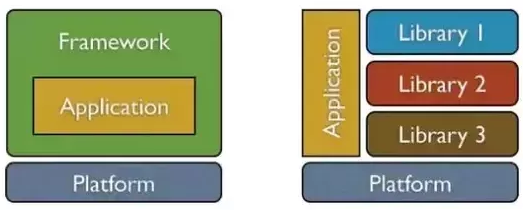 Framework
Application
Platform
Application
Library 1
Library 2
Library 3
Platform